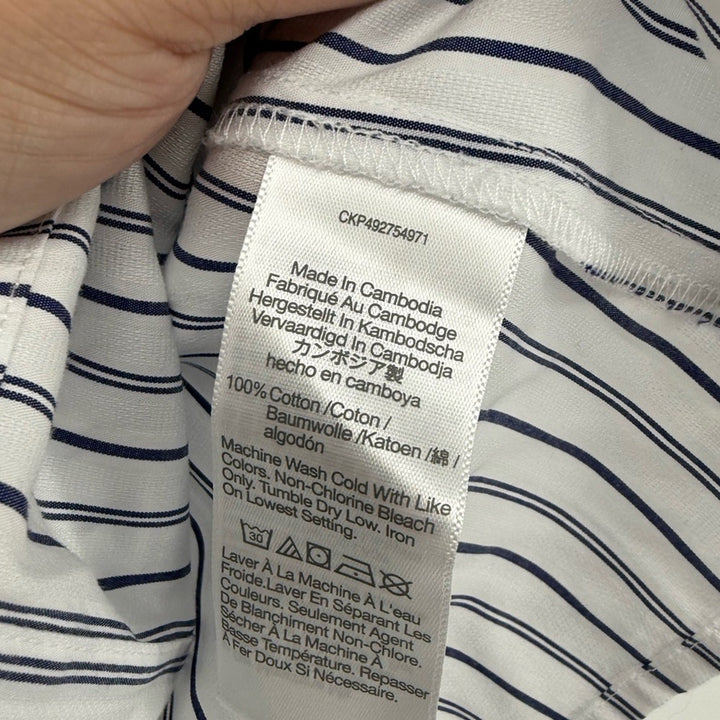 CKP492754971
Made In Cambodia
Fabriqué Au Cambodge
Hergestellt In Kambodscha
Vervaardigd In Cambodja
カンボジア製
hecho en camboya
100% Cotton /Coton /
Baumwolle /Katoen /綿 /
algodón
Machine Wash Cold With Like
Colors. Non-Chlorine Bleach
Only. Tumble Dry Low. Iron
On Lowest Setting.
30
Laver À La Machine À L'eau
Froide.Laver En Séparant Les
Couleurs. Seulement Agent
De Blanchiment Non-Chlore.
Sécher À La Machine À
Basse Température. Repasser
À Fer Doux Si Nécessaire.